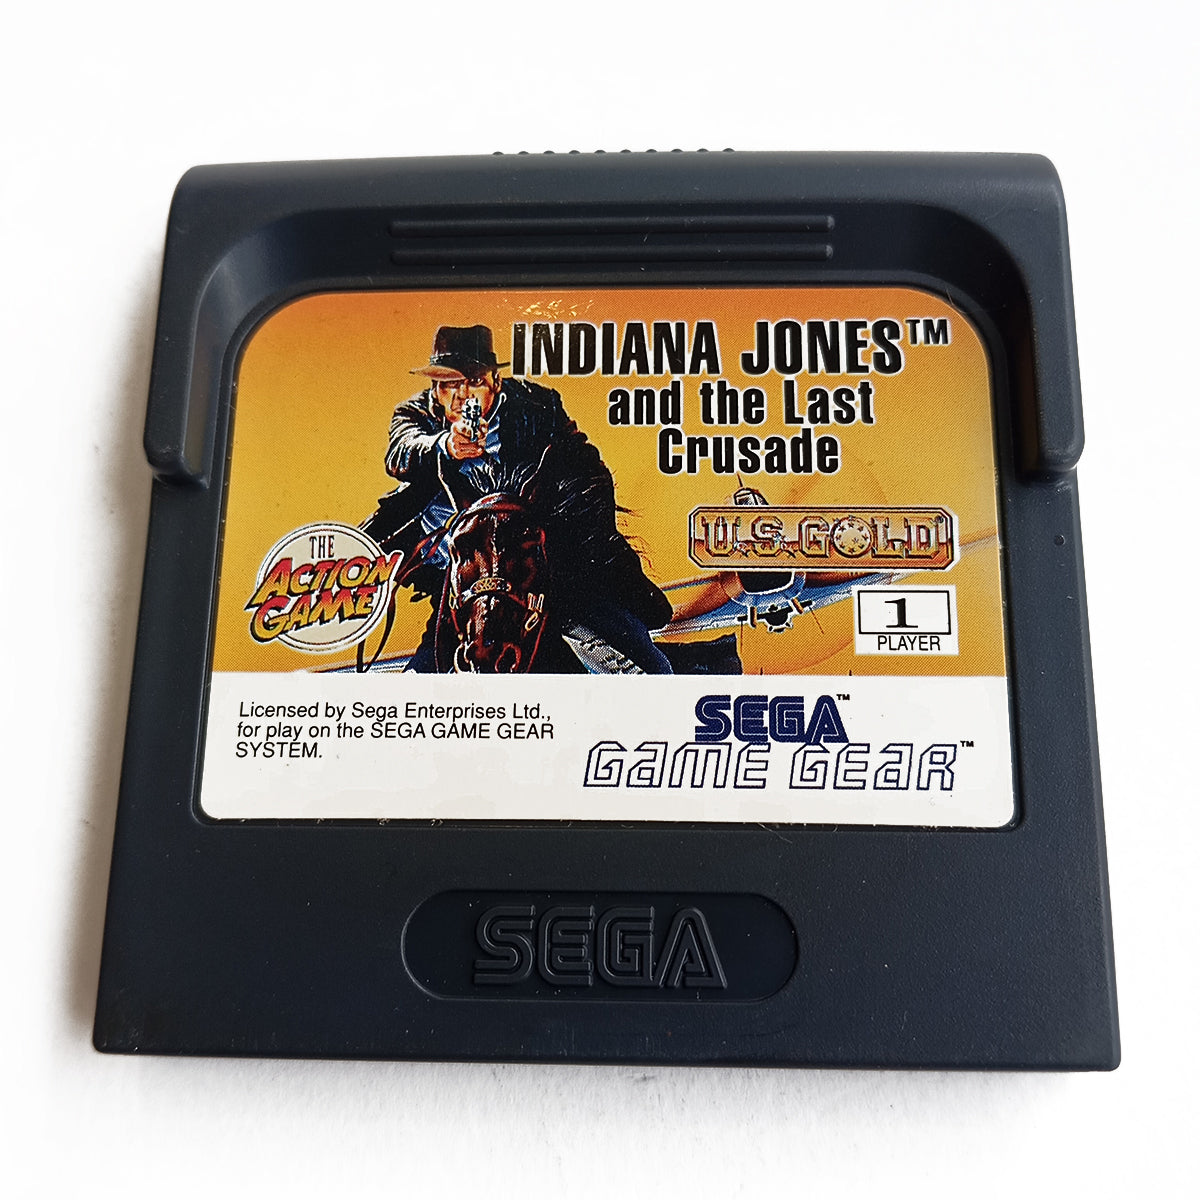 INDIANA JONES™
and the Last
Crusade
U.S. GOLD®
THE
ACTION
GAME
1
PLAYER
Licensed by Sega Enterprises Ltd.,
for play on the SEGA GAME GEAR
SYSTEM.
SEGA™
GAME GEAR™
SEGA